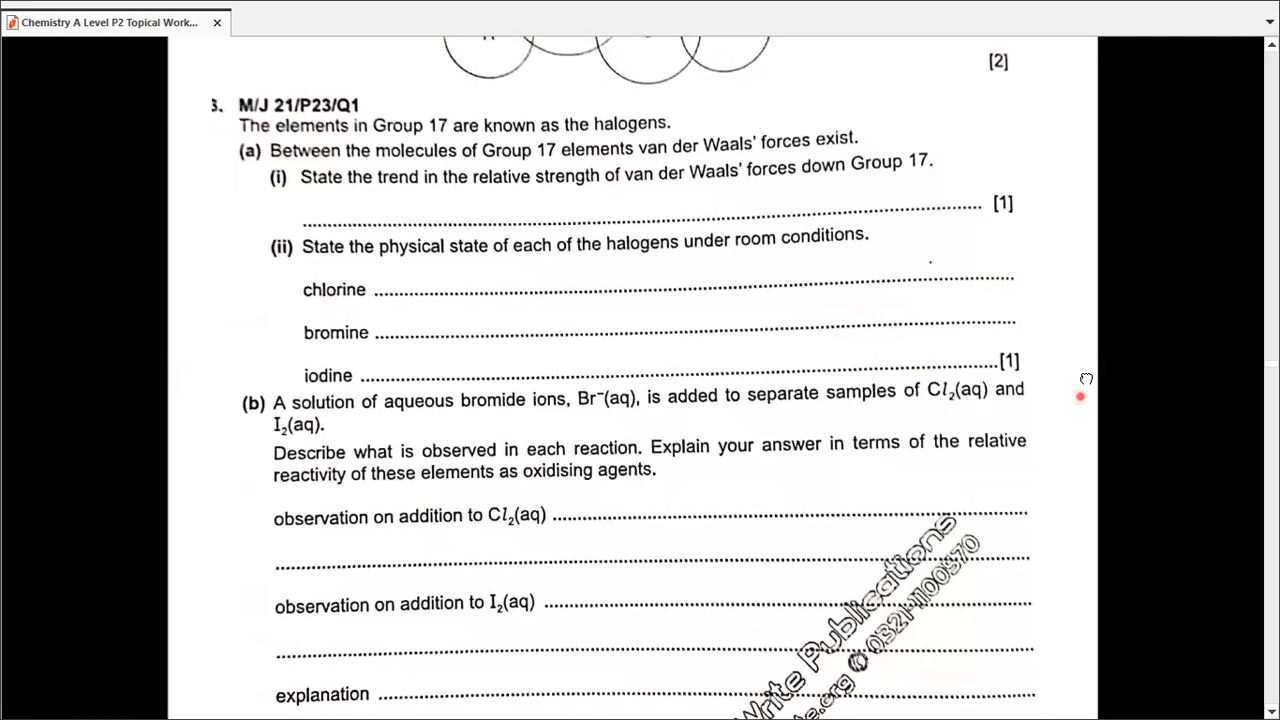 Chemistry A Level P2 Topical Work...
[2]
3. M/J 21/P23/Q1
The elements in Group 17 are known as the halogens.
(a) Between the molecules of Group 17 elements van der Waals' forces exist.
(i) State the trend in the relative strength of van der Waals' forces down Group 17.
[1]
(ii) State the physical state of each of the halogens under room conditions.
chlorine
bromine
iodine [1]
(b) A solution of aqueous bromide ions, Br⁻(aq), is added to separate samples of Cl₂(aq) and
I₂(aq).
Describe what is observed in each reaction. Explain your answer in terms of the relative
reactivity of these elements as oxidising agents.
observation on addition to Cl₂(aq)
observation on addition to I₂(aq)
explanation
Write Publications
.org © 0321-1100570